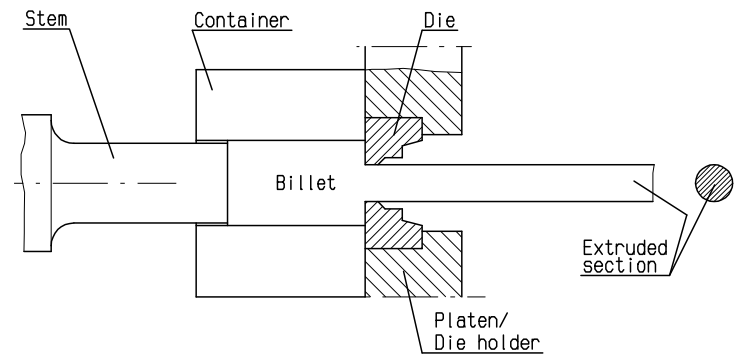 Stem
Container
Die
Billet
Extruded
section
Platen/
Die holder